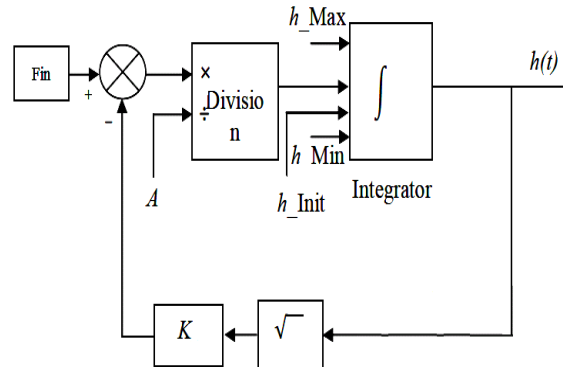 h_Max
Fin
+
−
×
÷
Divisio
n
∫
h(t)
h Min
A
h_Init
Integrator
K
√